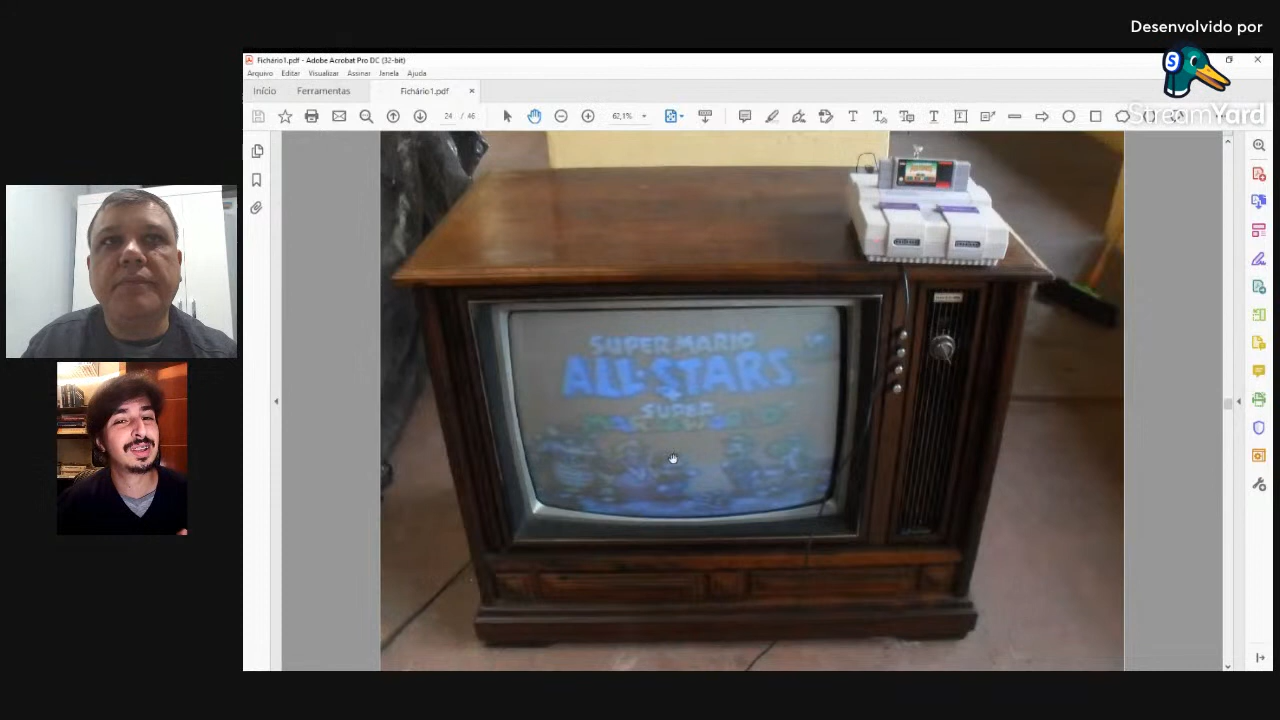 Desenvolvido por
StreamYard
Fichário1.pdf - Adobe Acrobat Pro DC (32-bit)
Arquivo Editar Visualizar Assinar Janela Ajuda
Início Ferramentas Fichário1.pdf
24 / 46 62,1%
SUPER MARIO
ALL-STARS
+
SUPER